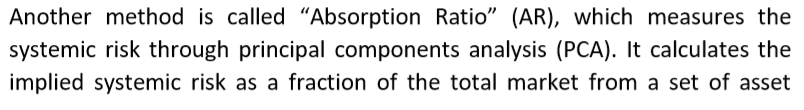 Another method is called “Absorption Ratio” (AR), which measures the
systemic risk through principal components analysis (PCA). It calculates the
implied systemic risk as a fraction of the total market from a set of asset